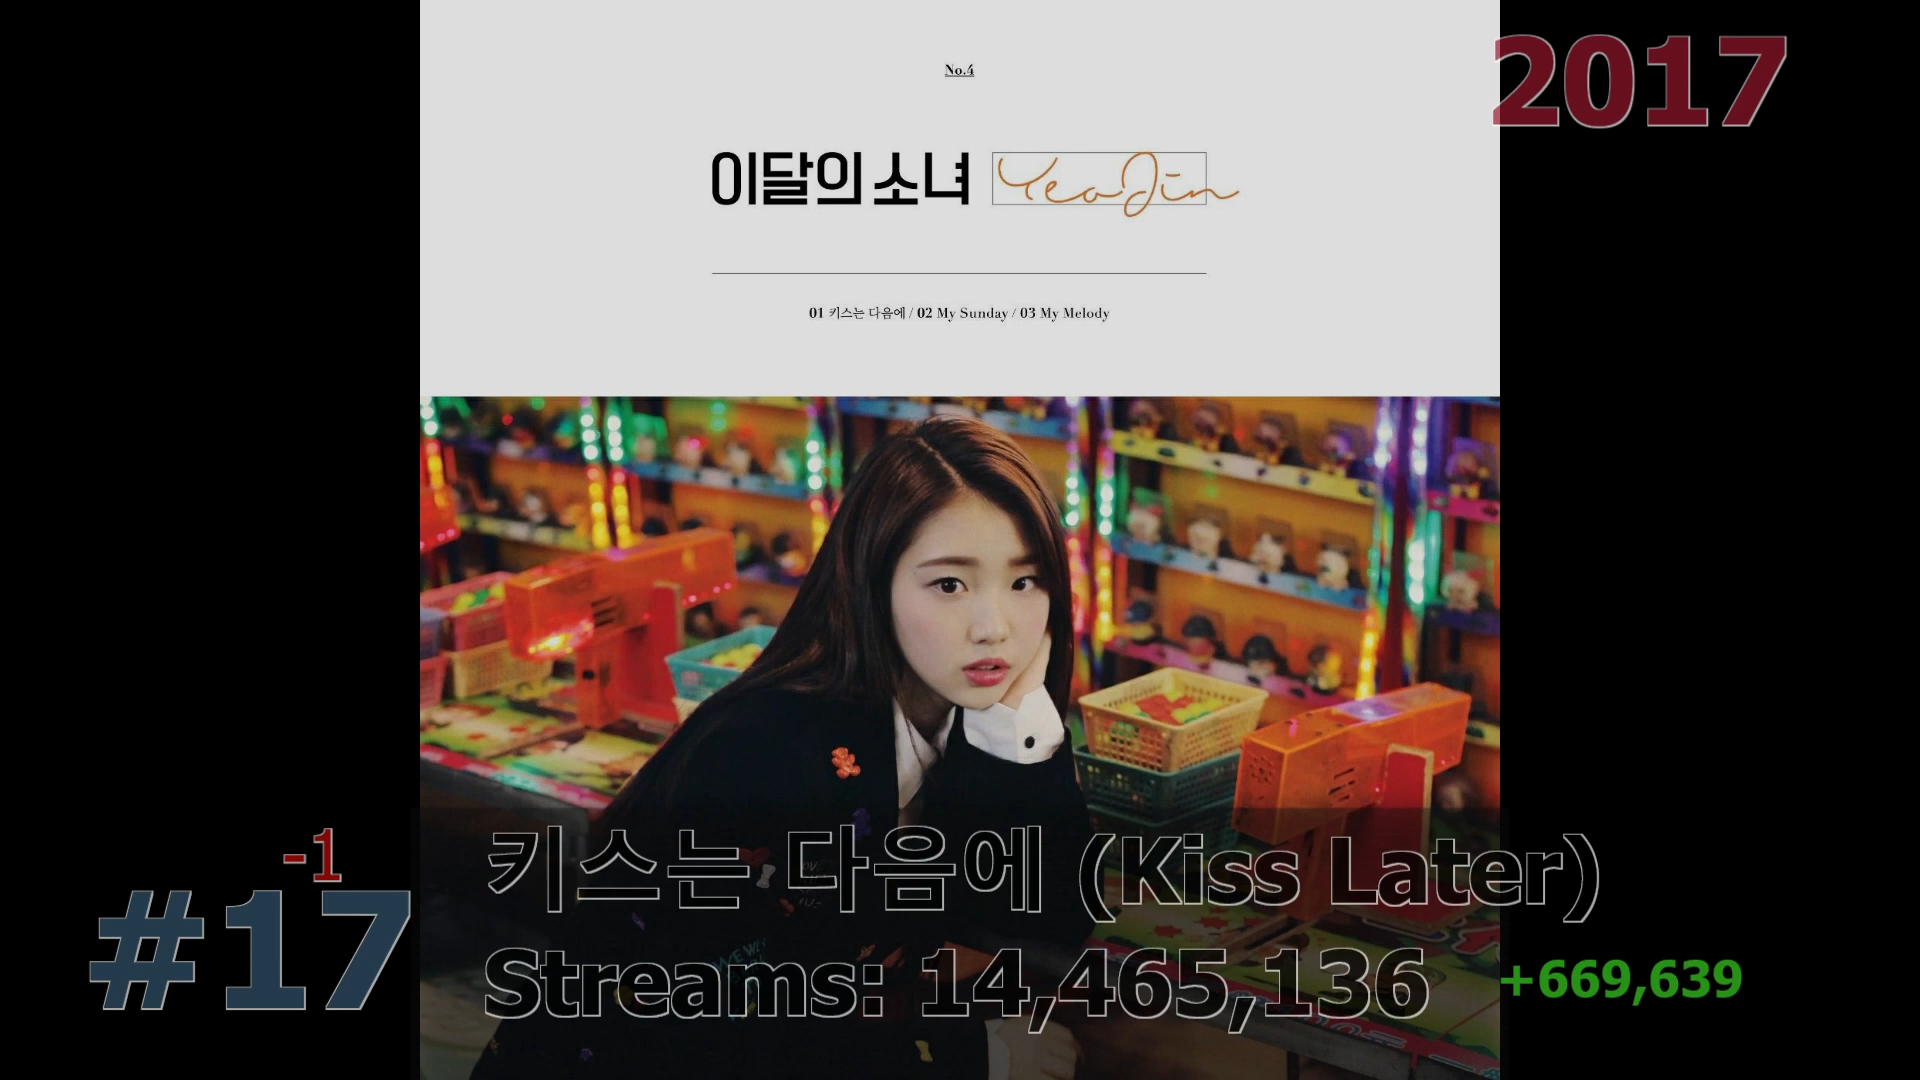 No.4
2017
이달의 소녀 YeoJin
01 키스는 다음에 / 02 My Sunday / 03 My Melody
-1
#17
키스는 다음에 (Kiss Later)
Streams: 14,465,136
+669,639